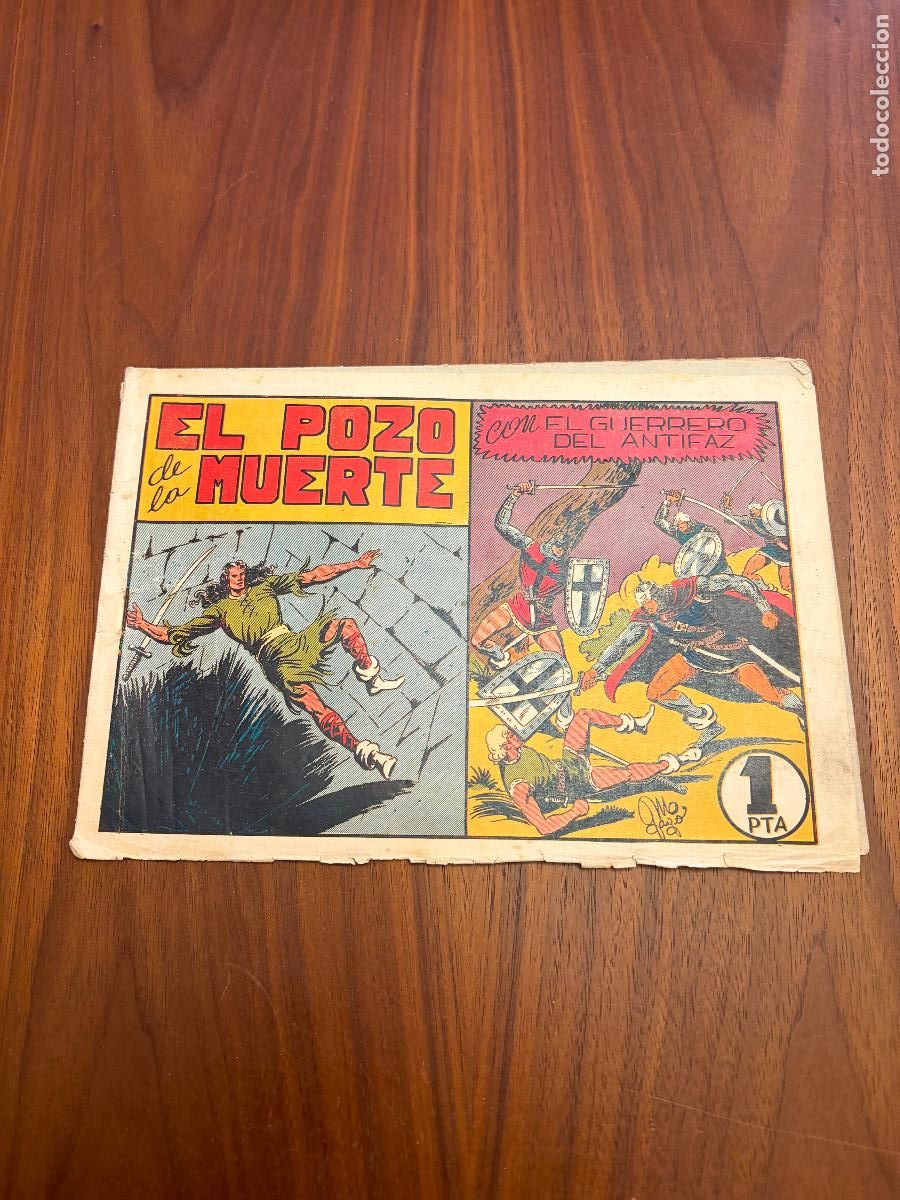 EL POZO
de la MUERTE
con EL GUERRERO
DEL ANTIFAZ
1
PTA
todocoleccion